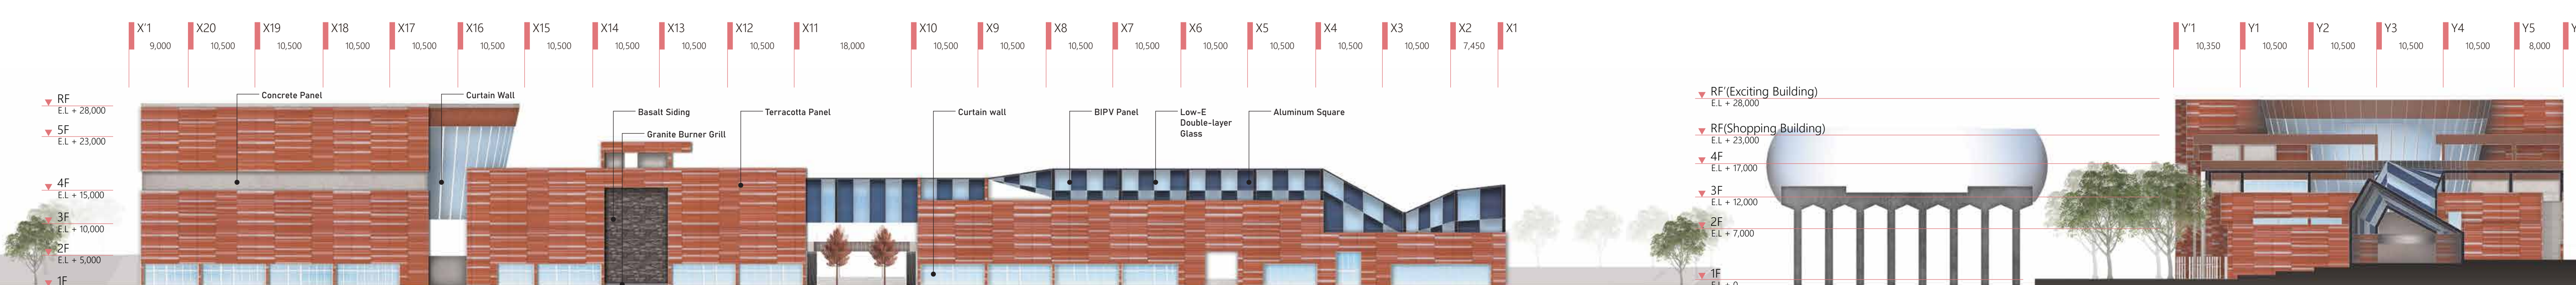 X'1 X20 X19 X18 X17 X16 X15 X14 X13 X12 X11 X10 X9 X8 X7 X6 X5 X4 X3 X2 X1
9,000 10,500 10,500 10,500 10,500 10,500 10,500 10,500 10,500 10,500 18,000 10,500 10,500 10,500 10,500 10,500 10,500 10,500 10,500 7,450
RF
E.L + 28,000
5F
E.L + 23,000
4F
E.L + 15,000
3F
E.L + 10,000
2F
E.L + 5,000
1F
Concrete Panel
Curtain Wall
Basalt Siding
Granite Burner Grill
Terracotta Panel
Curtain wall
BIPV Panel
Low-E
Double-layer
Glass
Aluminum Square
Y'1 Y1 Y2 Y3 Y4 Y5
10,350 10,500 10,500 10,500 10,500 8,000
RF'(Exciting Building)
E.L + 28,000
RF(Shopping Building)
E.L + 23,000
4F
E.L + 17,000
3F
E.L + 12,000
2F
E.L + 7,000
1F